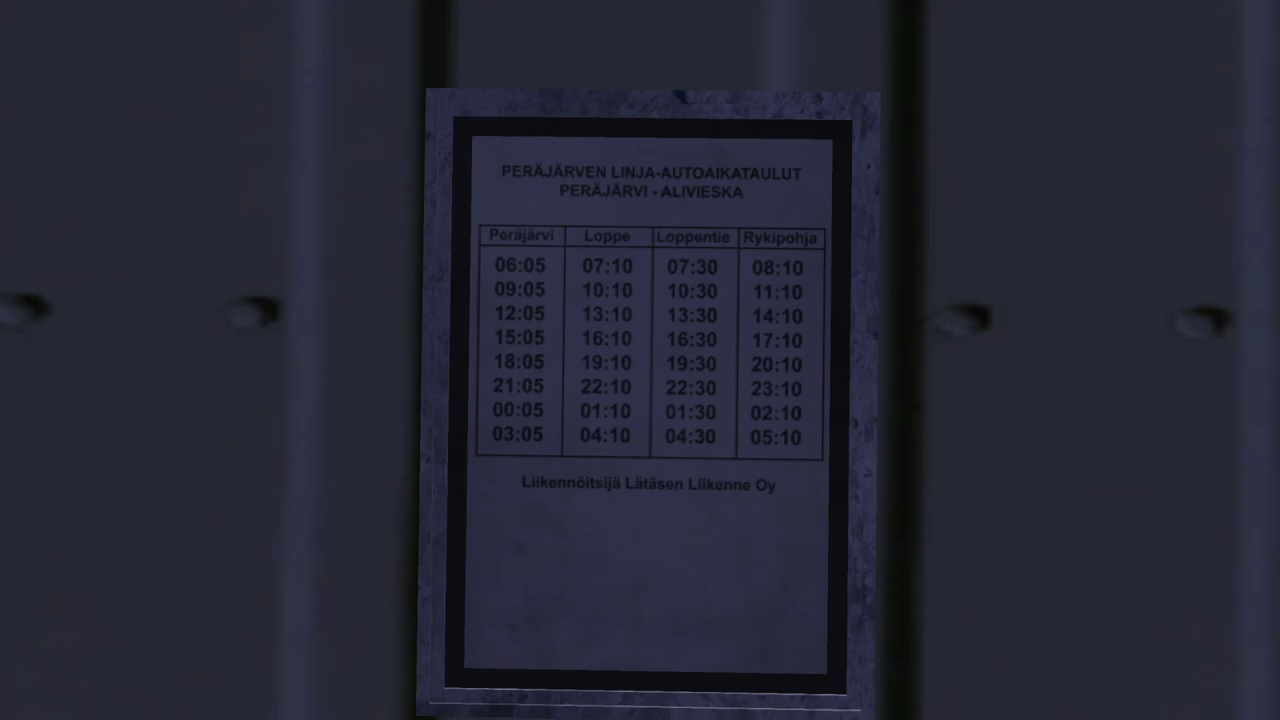 PERÄJÄRVEN LINJA-AUTOAIKATAULUT
PERÄJÄRVI - ALIVIESKA
Peräjärvi Loppe Loppentie Rykipohja
06:05 07:10 07:30 08:10
09:05 10:10 10:30 11:10
12:05 13:10 13:30 14:10
15:05 16:10 16:30 17:10
18:05 19:10 19:30 20:10
21:05 22:10 22:30 23:10
00:05 01:10 01:30 02:10
03:05 04:10 04:30 05:10
Liikennöitsijä Lätäsen Liikenne Oy